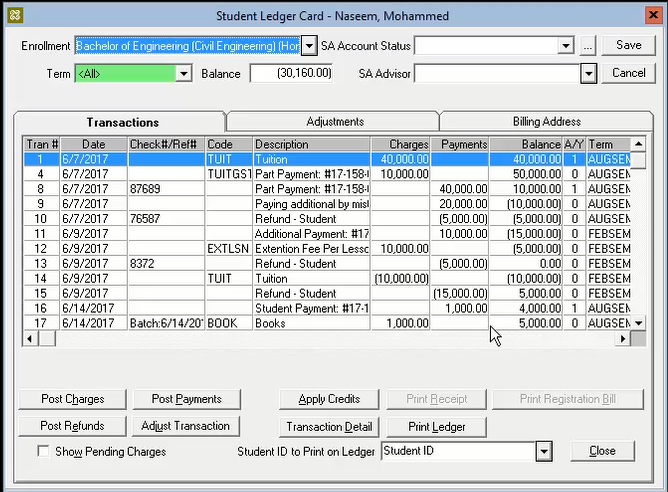 Student Ledger Card - Naseem, Mohammed
Enrollment Bachelor of Engineering (Civil Engineering) (Hor SA Account Status ... Save
Term <All> Balance (30,160.00) SA Advisor Cancel
Transactions Adjustments Billing Address
Tran # Date Check#/Ref# Code Description Charges Payments Balance A/Y Term
1 6/7/2017 TUIT Tuition 40,000.00 40,000.00 1 AUGSEM
4 6/7/2017 TUITGST Part Payment: #17-158-( 10,000.00 50,000.00 0 AUGSEM
8 6/7/2017 87689 Part Payment: #17-158-( 40,000.00 10,000.00 1 AUGSEM
9 6/7/2017 Paying additional by mist 20,000.00 (10,000.00) 0 AUGSEM
10 6/7/2017 76587 Refund - Student (5,000.00) (5,000.00) 0 AUGSEM
11 6/9/2017 Additional Payment: #17 10,000.00 (15,000.00) 0 FEBSEM
12 6/9/2017 EXTLSN Extention Fee Per Lesso 10,000.00 (5,000.00) 0 FEBSEM
13 6/9/2017 8372 Refund - Student (5,000.00) 0.00 0 FEBSEM
14 6/9/2017 TUIT Tuition (10,000.00) (10,000.00) 0 FEBSEM
15 6/9/2017 Refund - Student (15,000.00) 5,000.00 0 FEBSEM
16 6/14/2017 Student Payment: #17-1 1,000.00 4,000.00 1 AUGSEM
17 6/14/2017 Batch:6/14/20 BOOK Books 1,000.00 5,000.00 0 AUGSEM
Post Charges Post Payments Apply Credits Print Receipt Print Registration Bill
Post Refunds Adjust Transaction Transaction Detail Print Ledger
Show Pending Charges Student ID to Print on Ledger Student ID Close